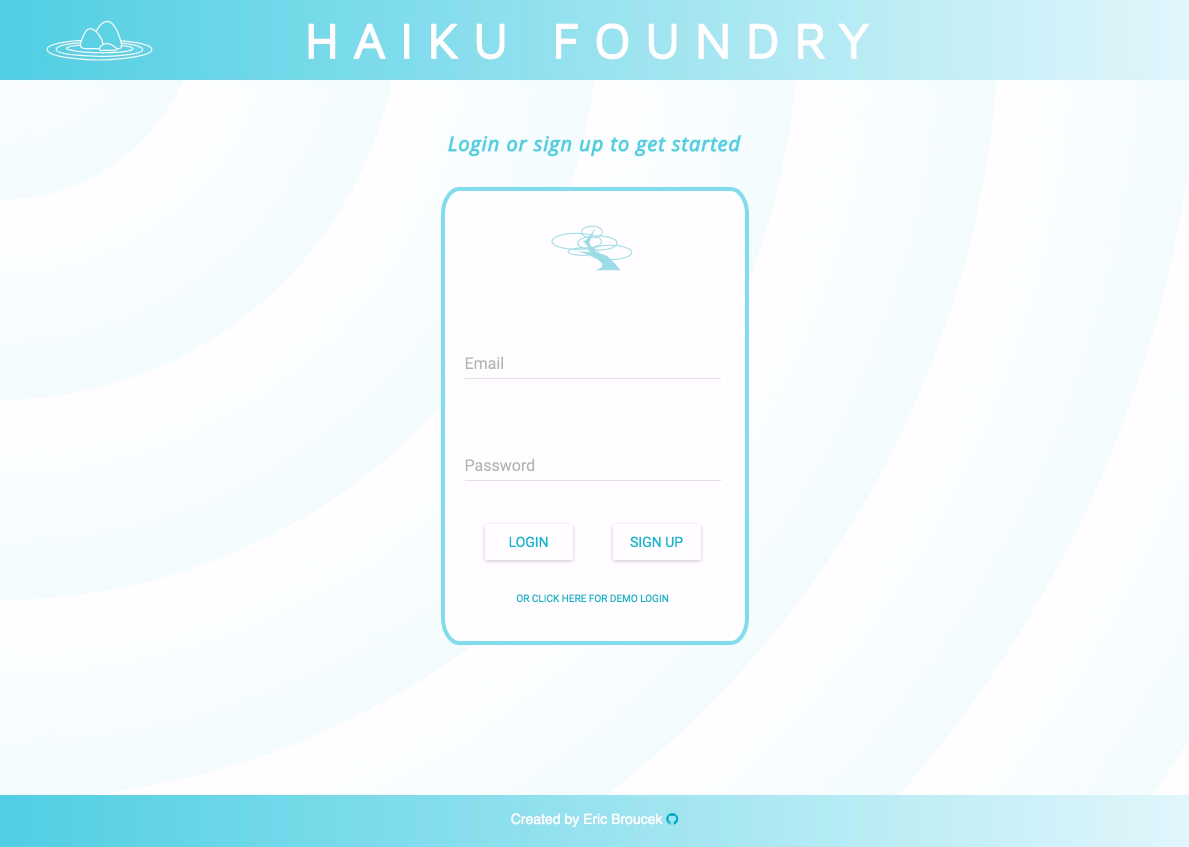 HAIKU FOUNDRY
Login or sign up to get started
Email
Password
LOGIN
SIGN UP
OR CLICK HERE FOR DEMO LOGIN
Created by Eric Broucek